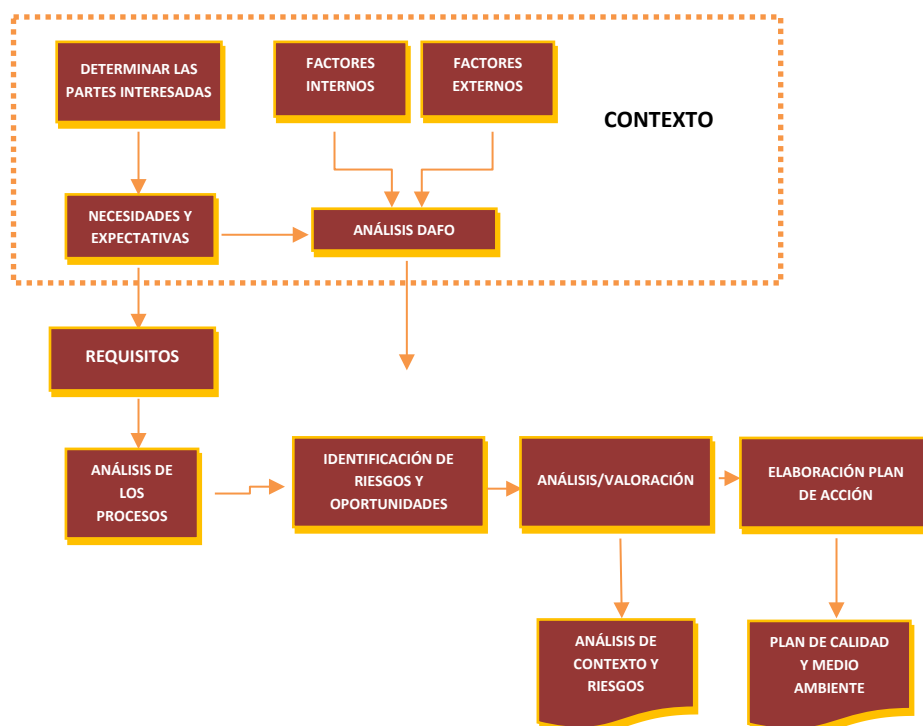 DETERMINAR LAS
PARTES INTERESADAS
FACTORES
INTERNOS
FACTORES
EXTERNOS
CONTEXTO
NECESIDADES Y
EXPECTATIVAS
ANÁLISIS DAFO
REQUISITOS
ANÁLISIS DE
LOS
PROCESOS
IDENTIFICACIÓN DE
RIESGOS Y
OPORTUNIDADES
ANÁLISIS/VALORACIÓN
ELABORACIÓN PLAN
DE ACCIÓN
ANÁLISIS DE
CONTEXTO Y
RIESGOS
PLAN DE CALIDAD
Y MEDIO
AMBIENTE